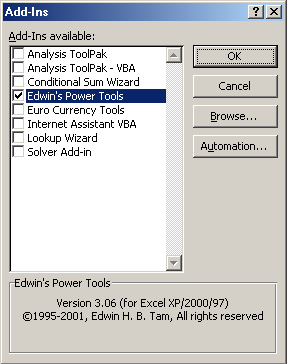 Add-Ins
Add-Ins available:
Analysis ToolPak
Analysis ToolPak - VBA
Conditional Sum Wizard
Edwin's Power Tools
Euro Currency Tools
Internet Assistant VBA
Lookup Wizard
Solver Add-in
OK
Cancel
Browse...
Automation...
Edwin's Power Tools
Version 3.06 (for Excel XP/2000/97)
©1995-2001, Edwin H. B. Tam, All rights reserved